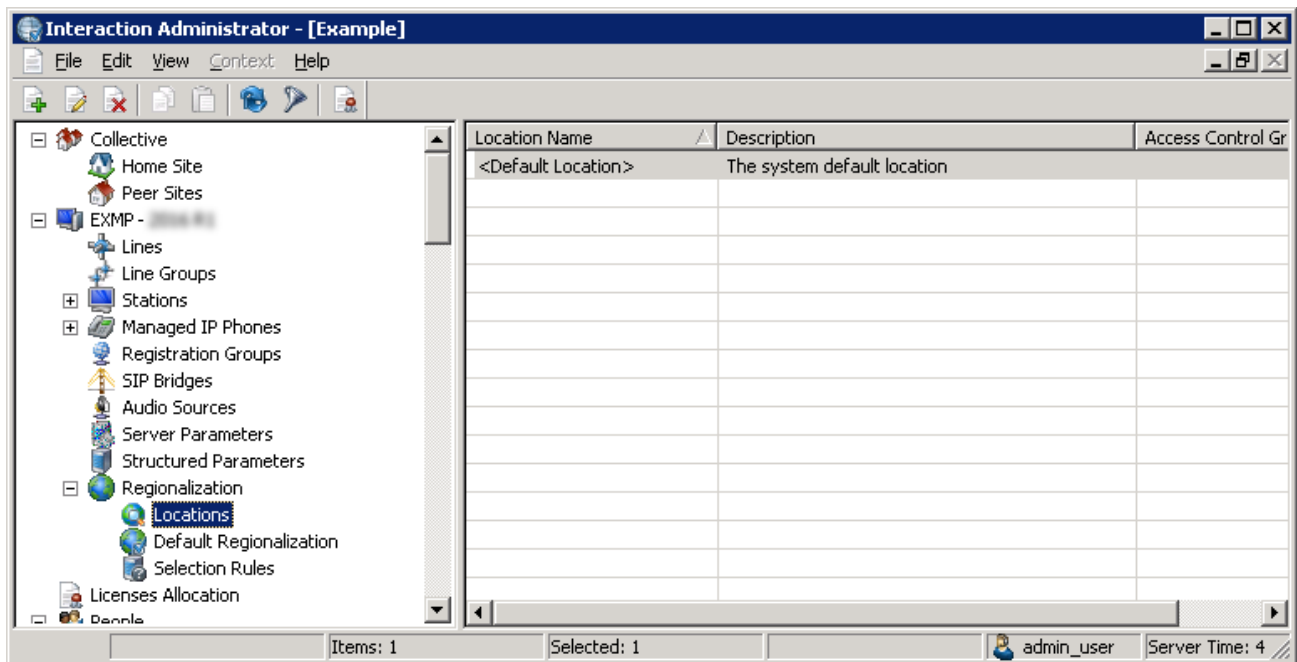 Interaction Administrator - [Example]
File Edit View Context Help
Collective
Home Site
Peer Sites
EXMP -
Lines
Line Groups
Stations
Managed IP Phones
Registration Groups
SIP Bridges
Audio Sources
Server Parameters
Structured Parameters
Regionalization
Locations
Default Regionalization
Selection Rules
Licenses Allocation
People
Location Name Description Access Control Gr
<Default Location> The system default location
Items: 1 Selected: 1 admin_user Server Time: 4